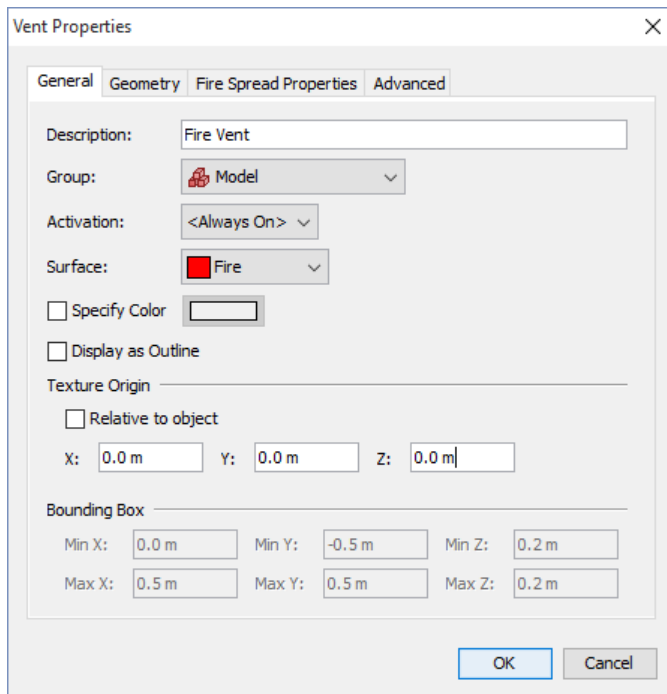 Vent Properties
General Geometry Fire Spread Properties Advanced
Description: Fire Vent
Group: Model
Activation: <Always On>
Surface: Fire
Specify Color
Display as Outline
Texture Origin
Relative to object
X: 0.0 m Y: 0.0 m Z: 0.0 m
Bounding Box
Min X: 0.0 m Min Y: -0.5 m Min Z: 0.2 m
Max X: 0.5 m Max Y: 0.5 m Max Z: 0.2 m
OK Cancel